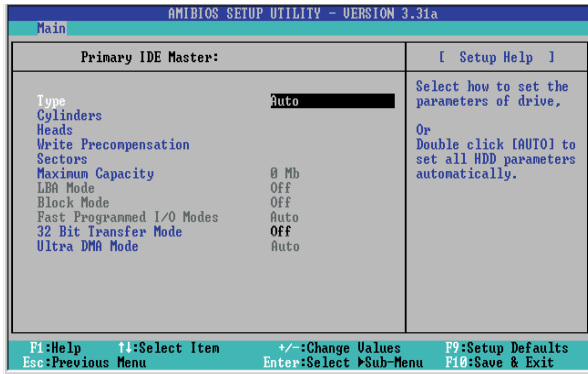 AMIBIOS SETUP UTILITY - VERSION 3.31a
Main
Primary IDE Master:
[ Setup Help ]
Type Auto
Cylinders
Heads
Write Precompensation
Sectors
Maximum Capacity 0 Mb
LBA Mode Off
Block Mode Off
Fast Programmed I/O Modes Auto
32 Bit Transfer Mode Off
Ultra DMA Mode Auto
Select how to set the
parameters of drive,
Or
Double click [AUTO] to
set all HDD parameters
automatically.
F1:Help ↑↓:Select Item +/-:Change Values F9:Setup Defaults
Esc:Previous Menu Enter:Select ▶Sub-Menu F10:Save & Exit